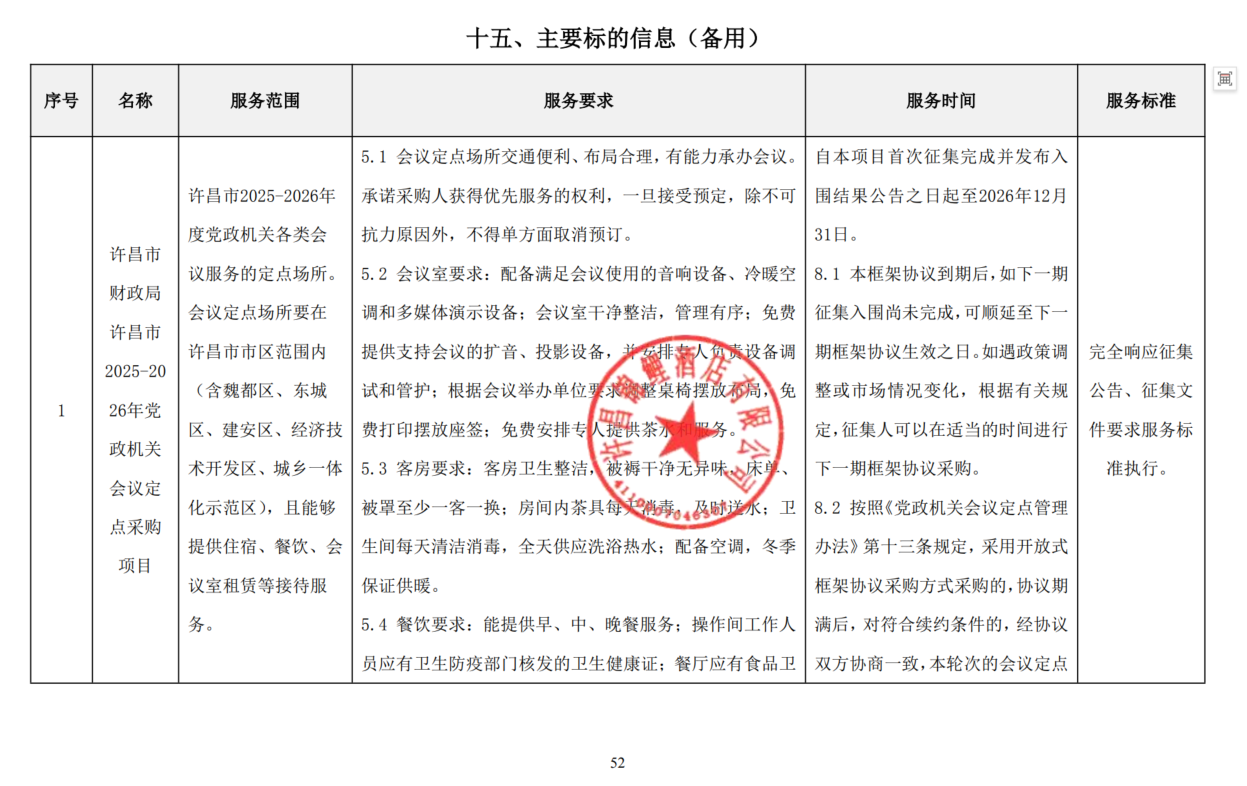 十五、主要标的信息（备用）
序号 名称 服务范围 服务要求 服务时间 服务标准
1
许昌市
财政局
许昌市
2025-20
26年党
政机关
会议定
点采购
项目
许昌市2025-2026年
度党政机关各类会
议服务的定点场所。
会议定点场所要在
许昌市市区范围内
（含魏都区、东城
区、建安区、经济技
术开发区、城乡一体
化示范区），且能够
提供住宿、餐饮、会
议室租赁等接待服
务。
5.1 会议定点场所交通便利、布局合理，有能力承办会议。
承诺采购人获得优先服务的权利，一旦接受预定，除不可
抗力原因外，不得单方面取消预订。
5.2 会议室要求：配备满足会议使用的音响设备、冷暖空
调和多媒体演示设备；会议室干净整洁，管理有序；免费
提供支持会议的扩音、投影设备，并安排专人负责设备调
试和管护；根据会议举办单位要求调整桌椅摆放布局，免
费打印摆放座签；免费安排专人提供茶水和服务。
5.3 客房要求：客房卫生整洁，被褥干净无异味，床单、
被罩至少一客一换；房间内茶具每天消毒，及时送水；卫
生间每天清洁消毒，全天供应洗浴热水；配备空调，冬季
保证供暖。
5.4 餐饮要求：能提供早、中、晚餐服务；操作间工作人
员应有卫生防疫部门核发的卫生健康证；餐厅应有食品卫
自本项目首次征集完成并发布入
围结果公告之日起至2026年12月
31日。
8.1 本框架协议到期后，如下一期
征集入围尚未完成，可顺延至下一
期框架协议生效之日。如遇政策调
整或市场情况变化，根据有关规
定，征集人可以在适当的时间进行
下一期框架协议采购。
8.2 按照《党政机关会议定点管理
办法》第十三条规定，采用开放式
框架协议采购方式采购的，协议期
满后，对符合续约条件的，经协议
双方协商一致，本轮次的会议定点
完全响应征集
公告、征集文
件要求服务标
准执行。
许昌锦鲤酒店有限公司
52